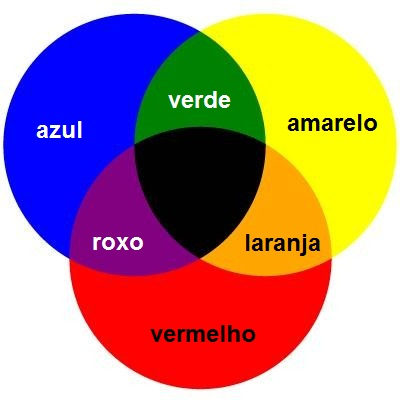 verde
azul
amarelo
roxo
laranja
vermelho